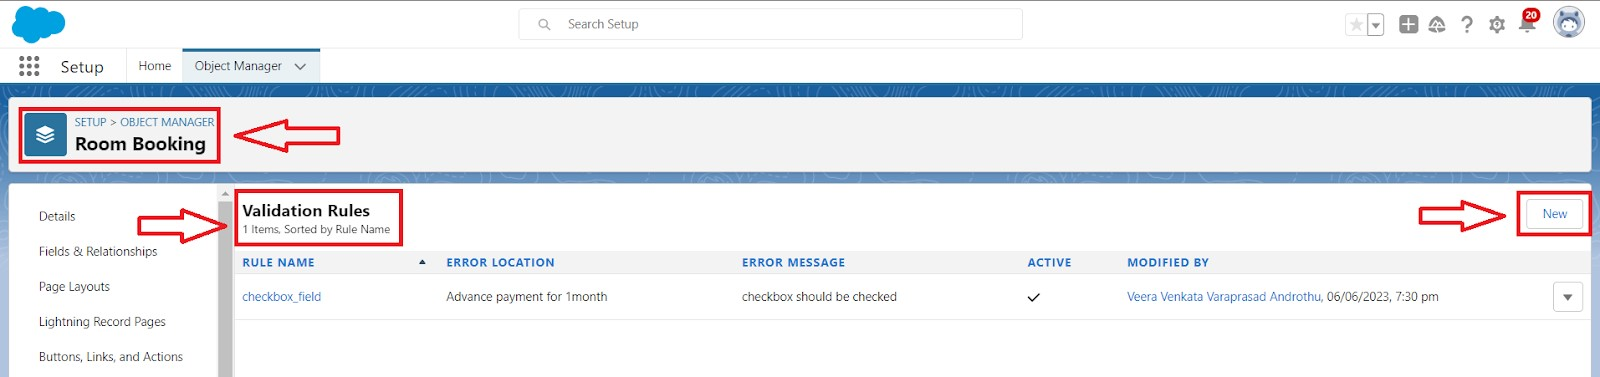 Search Setup
20
Setup
Home
Object Manager
SETUP > OBJECT MANAGER
Room Booking
Details
Fields & Relationships
Page Layouts
Lightning Record Pages
Buttons, Links, and Actions
Validation Rules
1 Items, Sorted by Rule Name
New
RULE NAME ERROR LOCATION ERROR MESSAGE ACTIVE MODIFIED BY
checkbox_field Advance payment for 1month checkbox should be checked Veera Venkata Varaprasad Androthu, 06/06/2023, 7:30 pm